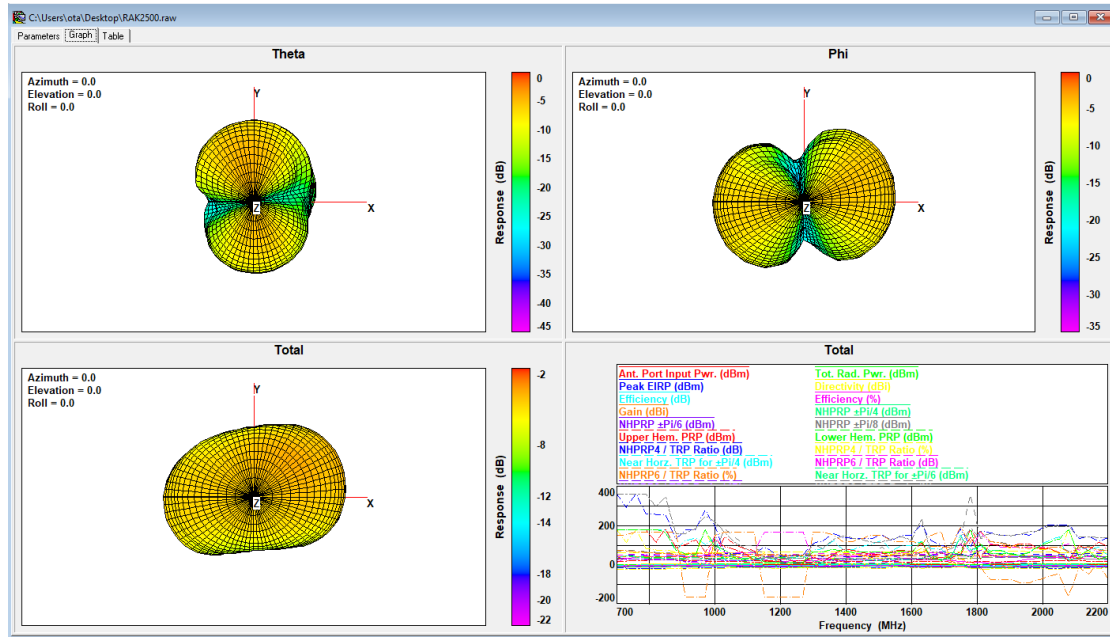 C:\Users\ota\Desktop\RAK2500.raw
Parameters Graph Table
Theta
Azimuth = 0.0
Elevation = 0.0
Roll = 0.0
Y
Z
X
0
-5
-10
-15
-20
-25
-30
-35
-40
-45
Response (dB)
Phi
Azimuth = 0.0
Elevation = 0.0
Roll = 0.0
Y
Z
X
0
-5
-10
-15
-20
-25
-30
-35
Response (dB)
Total
Azimuth = 0.0
Elevation = 0.0
Roll = 0.0
Y
Z
X
-2
-8
-12
-14
-18
-20
-22
Response (dB)
Total
Ant. Port Input Pwr. (dBm) Tot. Rad. Pwr. (dBm)
Peak EIRP (dBm) Directivity (dBi)
Efficiency (dB) Efficiency (%)
Gain (dBi) NHPRP ±Pi/4 (dBm)
NHPRP ±Pi/6 (dBm) NHPRP ±Pi/8 (dBm)
Upper Hem. PRP (dBm) Lower Hem. PRP (dBm)
NHPRP4 / TRP Ratio (dB) NHPRP4 / TRP Ratio (%)
Near Horz. TRP for ±Pi/4 (dBm) NHPRP6 / TRP Ratio (dB)
NHPRP6 / TRP Ratio (%) Near Horz. TRP for ±Pi/6 (dBm)
400
200
0
-200
700 1000 1200 1400 1600 1800 2000 2200
Frequency (MHz)